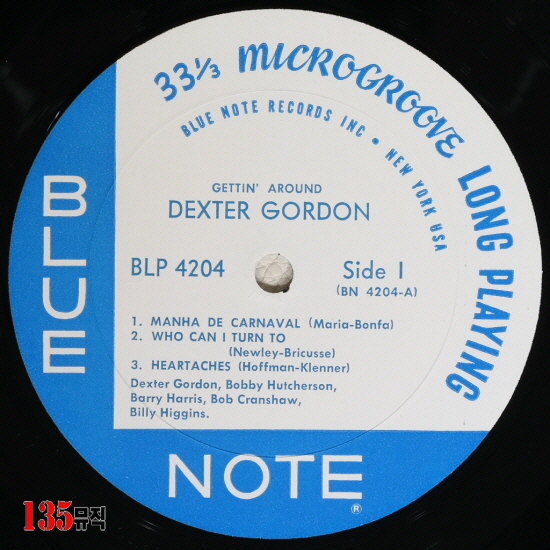 33⅓ MICROGROOVE LONG PLAYING
BLUE NOTE RECORDS INC • NEW YORK USA
GETTIN' AROUND
DEXTER GORDON
BLP 4204
Side 1
(BN 4204-A)
1. MANHA DE CARNAVAL (Maria-Bonfa)
2. WHO CAN I TURN TO
(Newley-Bricusse)
3. HEARTACHES (Hoffman-Klenner)
Dexter Gordon, Bobby Hutcherson,
Barry Harris, Bob Cranshaw,
Billy Higgins.
BLUE
NOTE
®
135뮤직